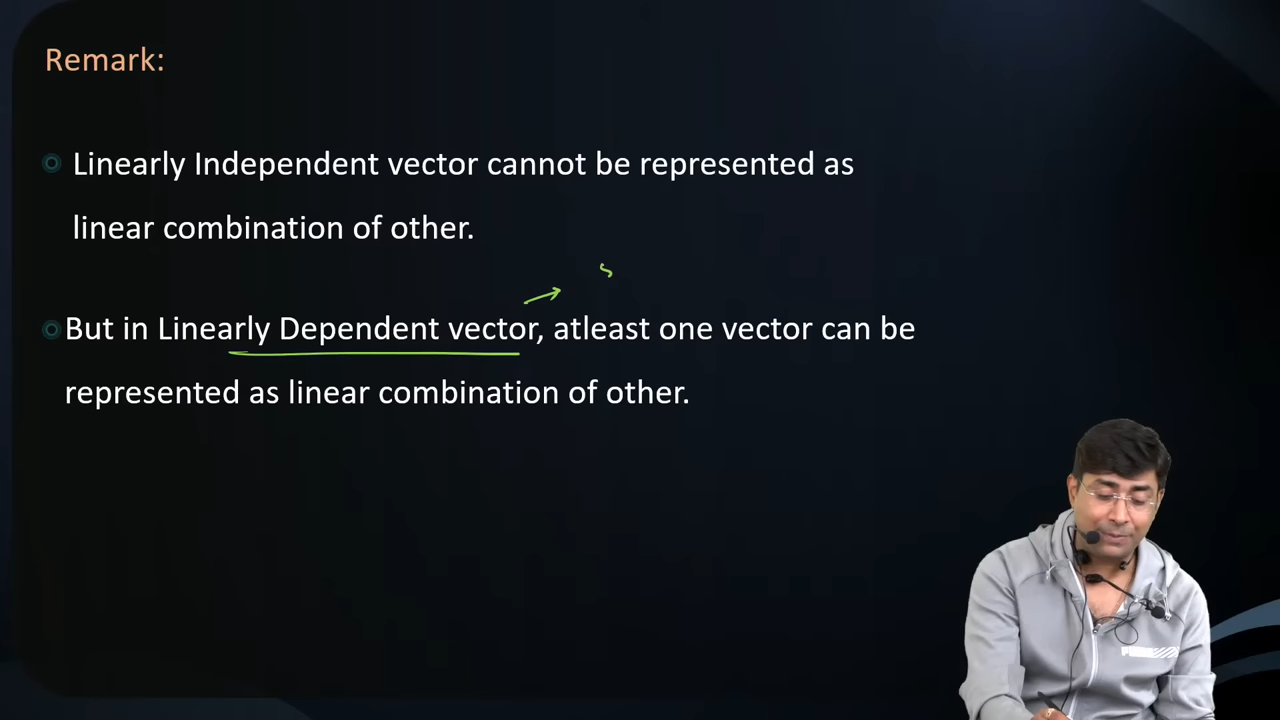 Remark:
Linearly Independent vector cannot be represented as
linear combination of other.
But in Linearly Dependent vector, atleast one vector can be
represented as linear combination of other.